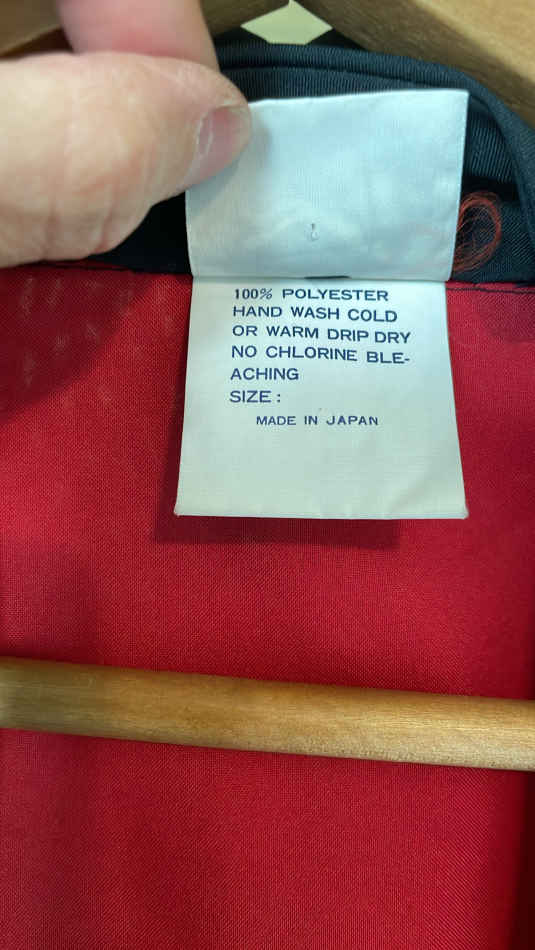 100% POLYESTER
HAND WASH COLD
OR WARM DRIP DRY
NO CHLORINE BLE-
ACHING
SIZE :
MADE IN JAPAN